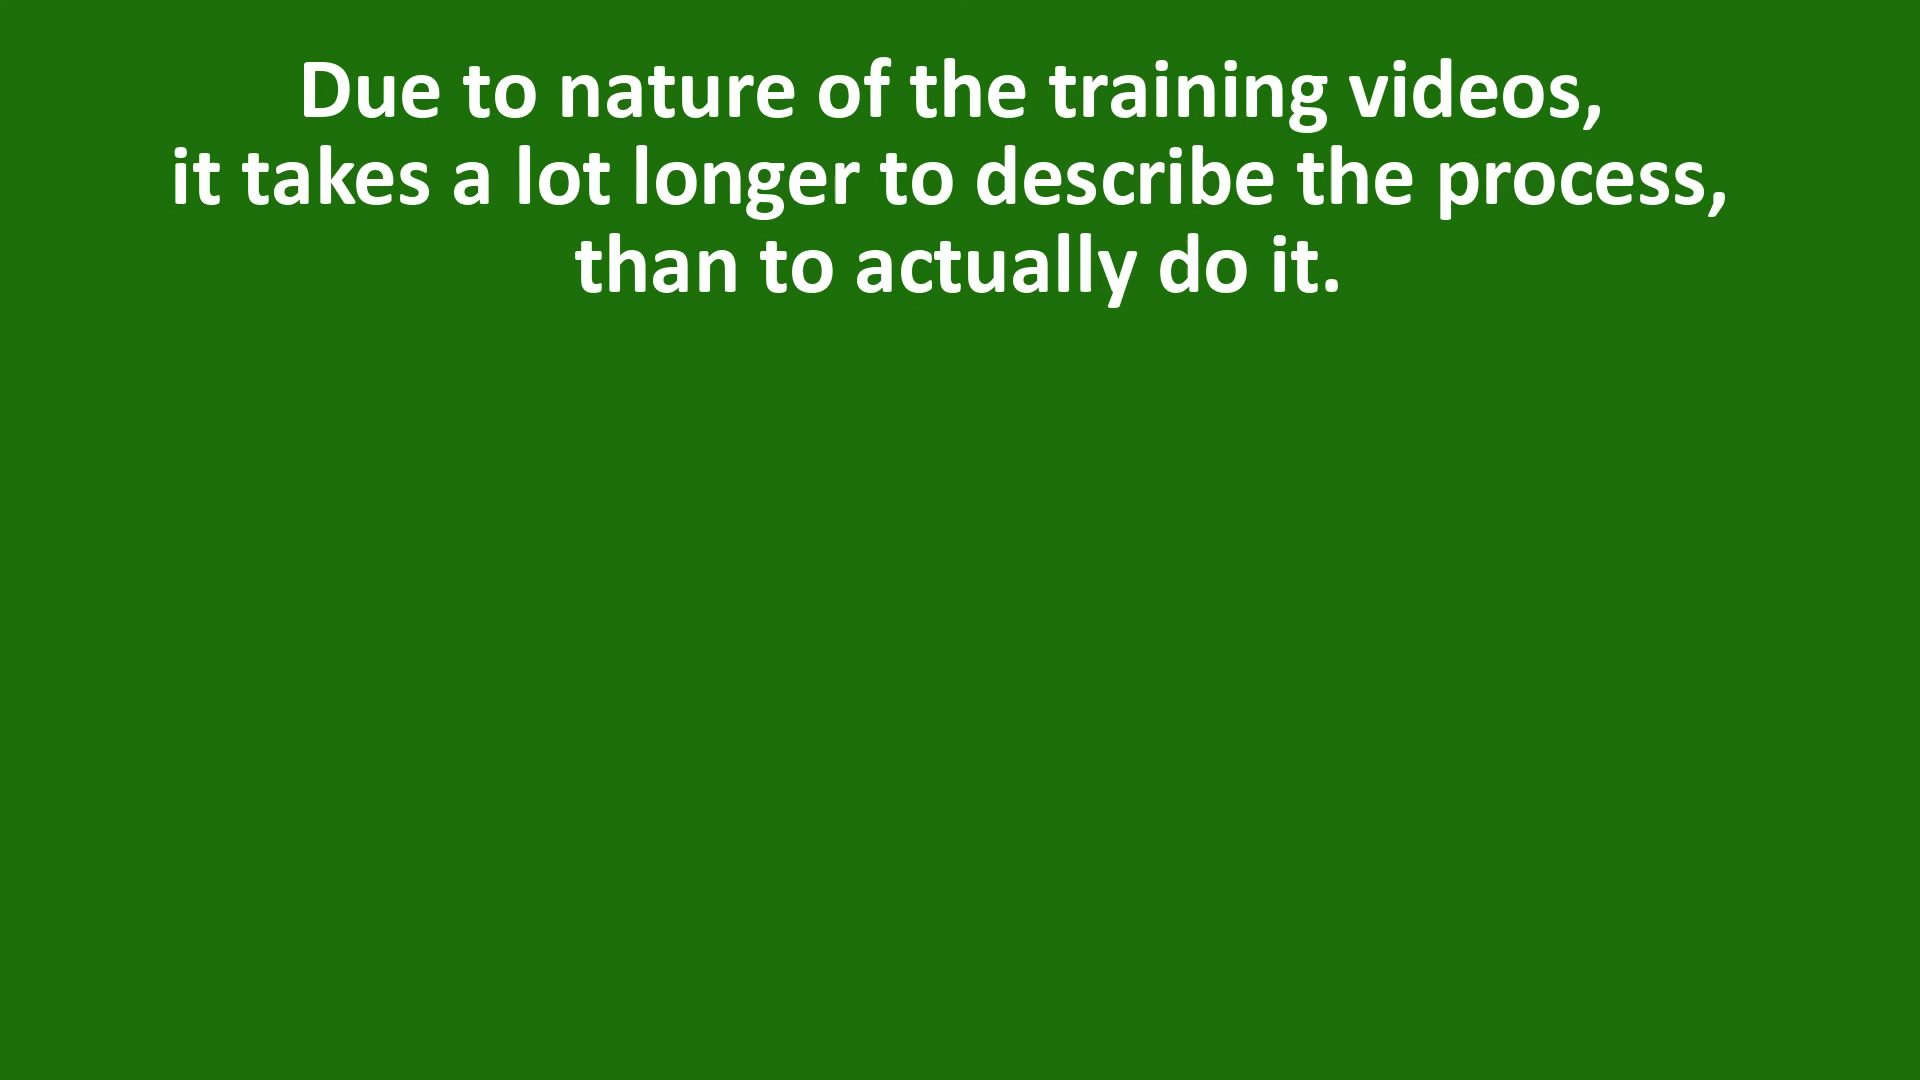 Due to nature of the training videos,
it takes a lot longer to describe the process,
than to actually do it.